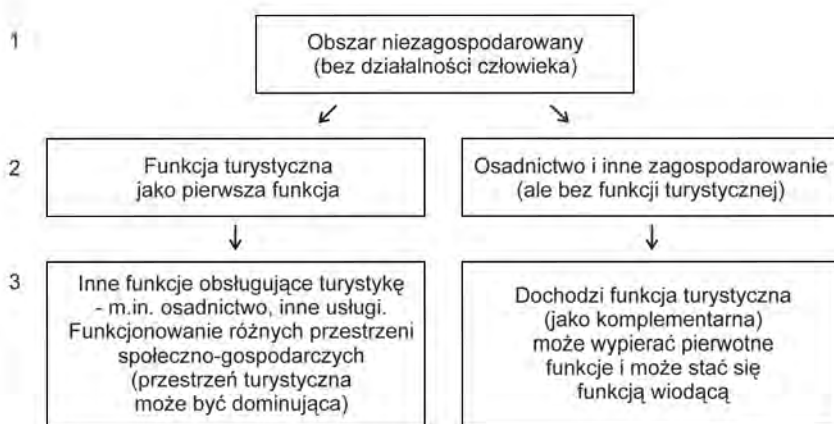 1
Obszar niezagospodarowany
(bez działalności człowieka)
2
Funkcja turystyczna
jako pierwsza funkcja
Osadnictwo i inne zagospodarowanie
(ale bez funkcji turystycznej)
3
Inne funkcje obsługujące turystykę
- m.in. osadnictwo, inne usługi.
Funkcjonowanie różnych przestrzeni
społeczno-gospodarczych
(przestrzeń turystyczna
może być dominująca)
Dochodzi funkcja turystyczna
(jako komplementarna)
może wypierać pierwotne
funkcje i może stać się
funkcją wiodącą